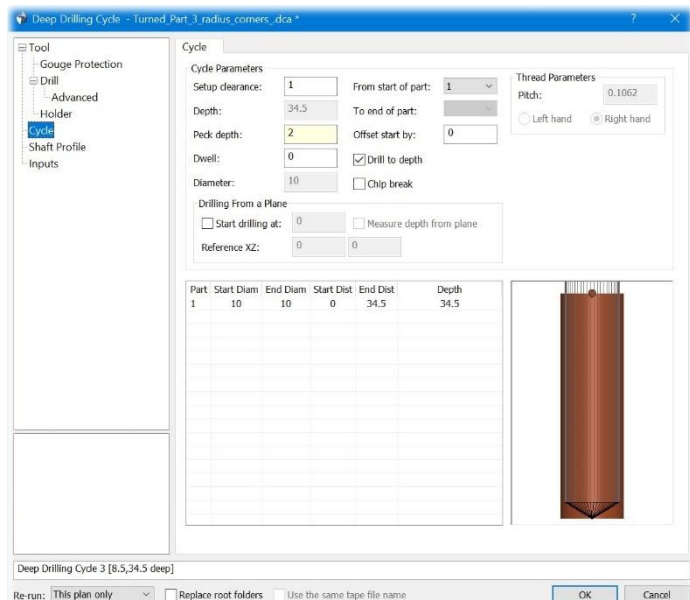 Deep Drilling Cycle - Turned_Part_3_radius_corners_.dca *
? X
Tool
Gouge Protection
Drill
Advanced
Holder
Cycle
Shaft Profile
Inputs
Cycle
Cycle Parameters
Setup clearance: 1 From start of part: 1
Depth: 34.5 To end of part:
Peck depth: 2 Offset start by: 0
Dwell: 0 Drill to depth
Diameter: 10 Chip break
Thread Parameters
Pitch: 0.1062
Left hand Right hand
Drilling From a Plane
Start drilling at: 0 Measure depth from plane
Reference XZ: 0 0
Part Start Diam End Diam Start Dist End Dist Depth
1 10 10 0 34.5 34.5
Deep Drilling Cycle 3 [8.5,34.5 deep]
Re-run: This plan only Replace root folders Use the same tape file name OK Cancel